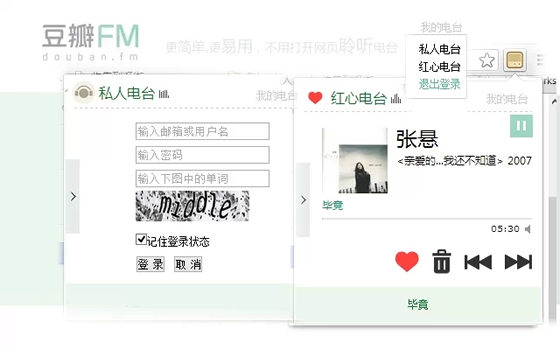 豆瓣FM
douban.fm
更简单,更易用，不用打开网页聆听电台
我的电台
私人电台
红心电台
退出登录
私人电台
我的电台
输入邮箱或用户名
输入密码
输入下图中的单词
middle
记住登录状态
登 录
取 消
红心电台
我的电台
张悬
<亲爱的...我还不知道> 2007
毕竟
05:30
毕竟